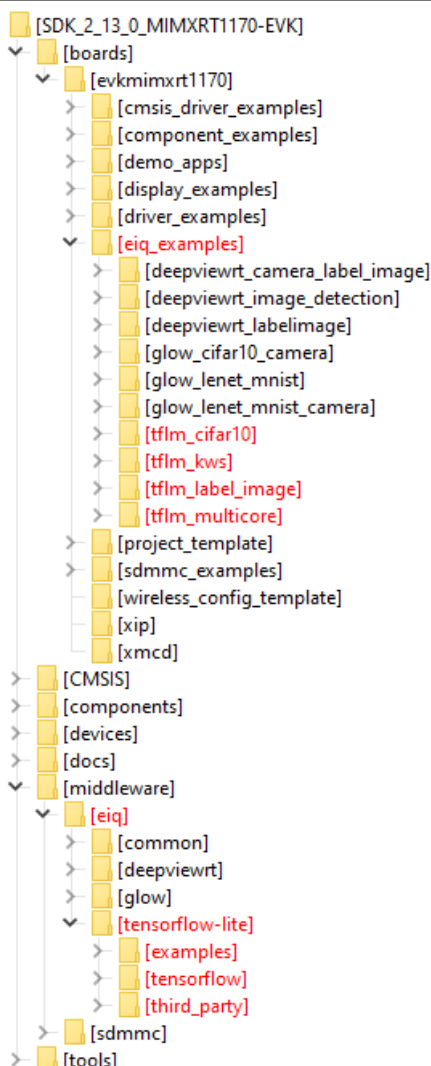 [SDK_2_13_0_MIMXRT1170-EVK]
[boards]
[evkmimxrt1170]
[cmsis_driver_examples]
[component_examples]
[demo_apps]
[display_examples]
[driver_examples]
[eiq_examples]
[deepviewrt_camera_label_image]
[deepviewrt_image_detection]
[deepviewrt_labelimage]
[glow_cifar10_camera]
[glow_lenet_mnist]
[glow_lenet_mnist_camera]
[tflm_cifar10]
[tflm_kws]
[tflm_label_image]
[tflm_multicore]
[project_template]
[sdmmc_examples]
[wireless_config_template]
[xip]
[xmcd]
[CMSIS]
[components]
[devices]
[docs]
[middleware]
[eiq]
[common]
[deepviewrt]
[glow]
[tensorflow-lite]
[examples]
[tensorflow]
[third_party]
[sdmmc]
[tools]